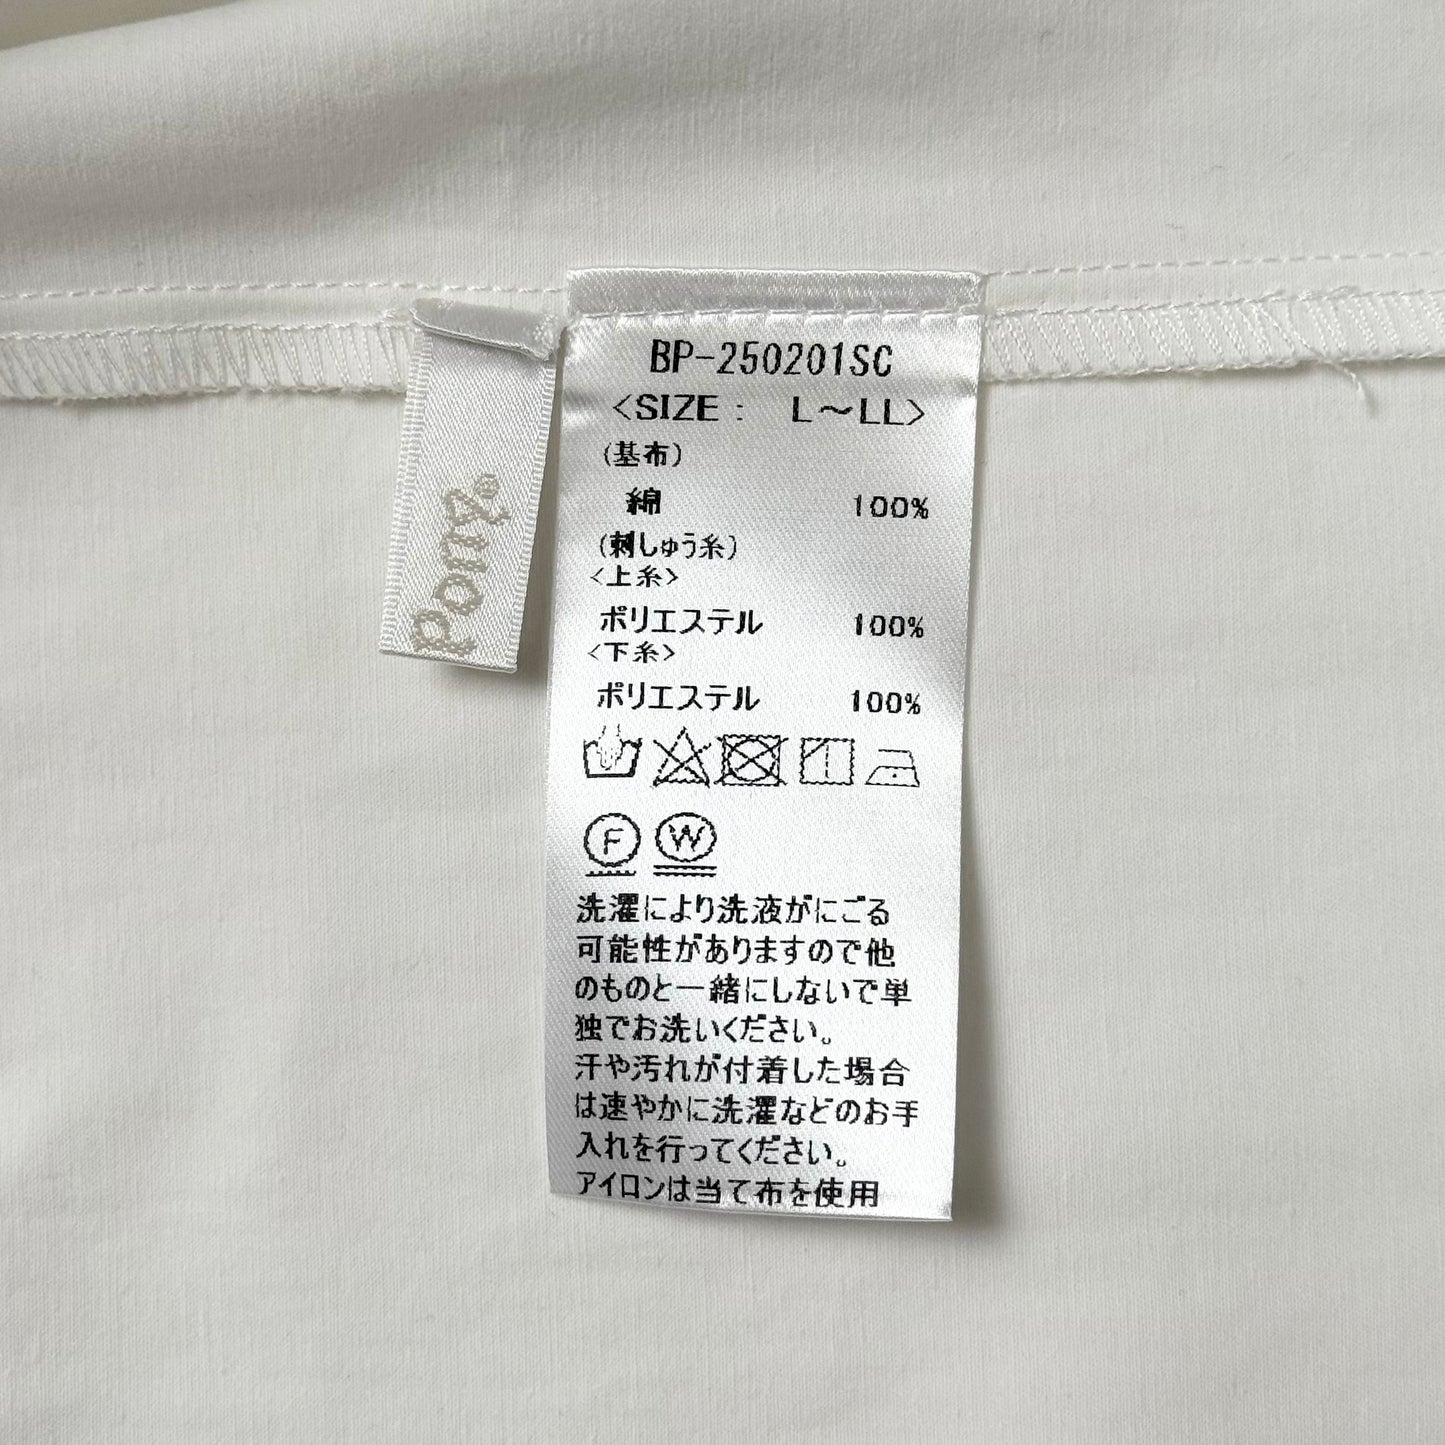 Pony®
BP-250201SC
<SIZE : L～LL>
(基布)
綿 100%
(刺しゅう糸)
<上糸>
ポリエステル 100%
<下糸>
ポリエステル 100%
F W
洗濯により洗液がにごる
可能性がありますので他
のものと一緒にしないで単
独でお洗いください。
汗や汚れが付着した場合
は速やかに洗濯などのお手
入れを行ってください。
アイロンは当て布を使用